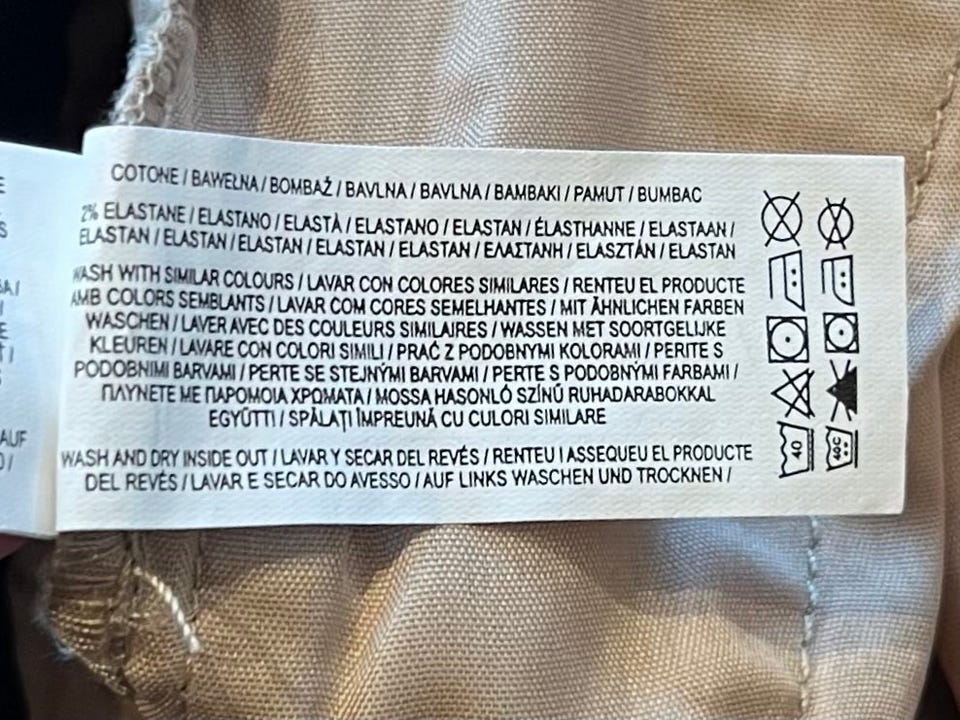 COTONE / BAWEŁNA / BOMBAŽ / BAVLNA / BAVLNA / ΒΑΜΒΑΚΙ / PAMUT / BUMBAC
2% ELASTANE / ELASTANO / ELASTÀ / ELASTANO / ELASTAN / ÉLASTHANNE / ELASTAAN /
ELASTAN / ELASTAN / ELASTAN / ELASTAN / ELASTAN / ΕΛΑΣΤΑΝΗ / ELASZTÁN / ELASTAN
WASH WITH SIMILAR COLOURS / LAVAR CON COLORES SIMILARES / RENTEU EL PRODUCTE
AMB COLORS SEMBLANTS / LAVAR COM CORES SEMELHANTES / MIT ÄHNLICHEN FARBEN
WASCHEN / LAVER AVEC DES COULEURS SIMILAIRES / WASSEN MET SOORTGELIJKE
KLEUREN / LAVARE CON COLORI SIMILI / PRAĆ Z PODOBNYMI KOLORAMI / PERITE S
PODOBNIMI BARVAMI / PERTE SE STEJNÝMI BARVAMI / PERTE S PODOBNÝMI FARBAMI /
ΠΛΥΝΕΤΕ ΜΕ ΠΑΡΟΜΟΙΑ ΧΡΩΜΑΤΑ / MOSSA HASONLÓ SZÍNŰ RUHADARABOKKAL
EGYÜTT! / SPĂLAȚI ÎMPREUNĂ CU CULORI SIMILARE
WASH AND DRY INSIDE OUT / LAVAR Y SECAR DEL REVÉS / RENTEU I ASSEQUEU EL PRODUCTE
DEL REVÉS / LAVAR E SECAR DO AVESSO / AUF LINKS WASCHEN UND TROCKNEN /
40
40C
AUF